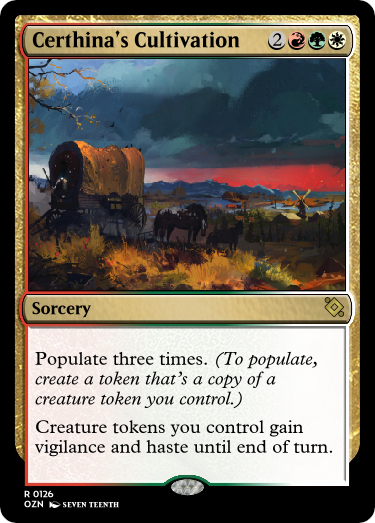 Certhina's Cultivation 2
Sorcery
Populate three times. (To populate,
create a token that's a copy of a
creature token you control.)
Creature tokens you control gain
vigilance and haste until end of turn.
R 0126
OZN SEVEN TEENTH